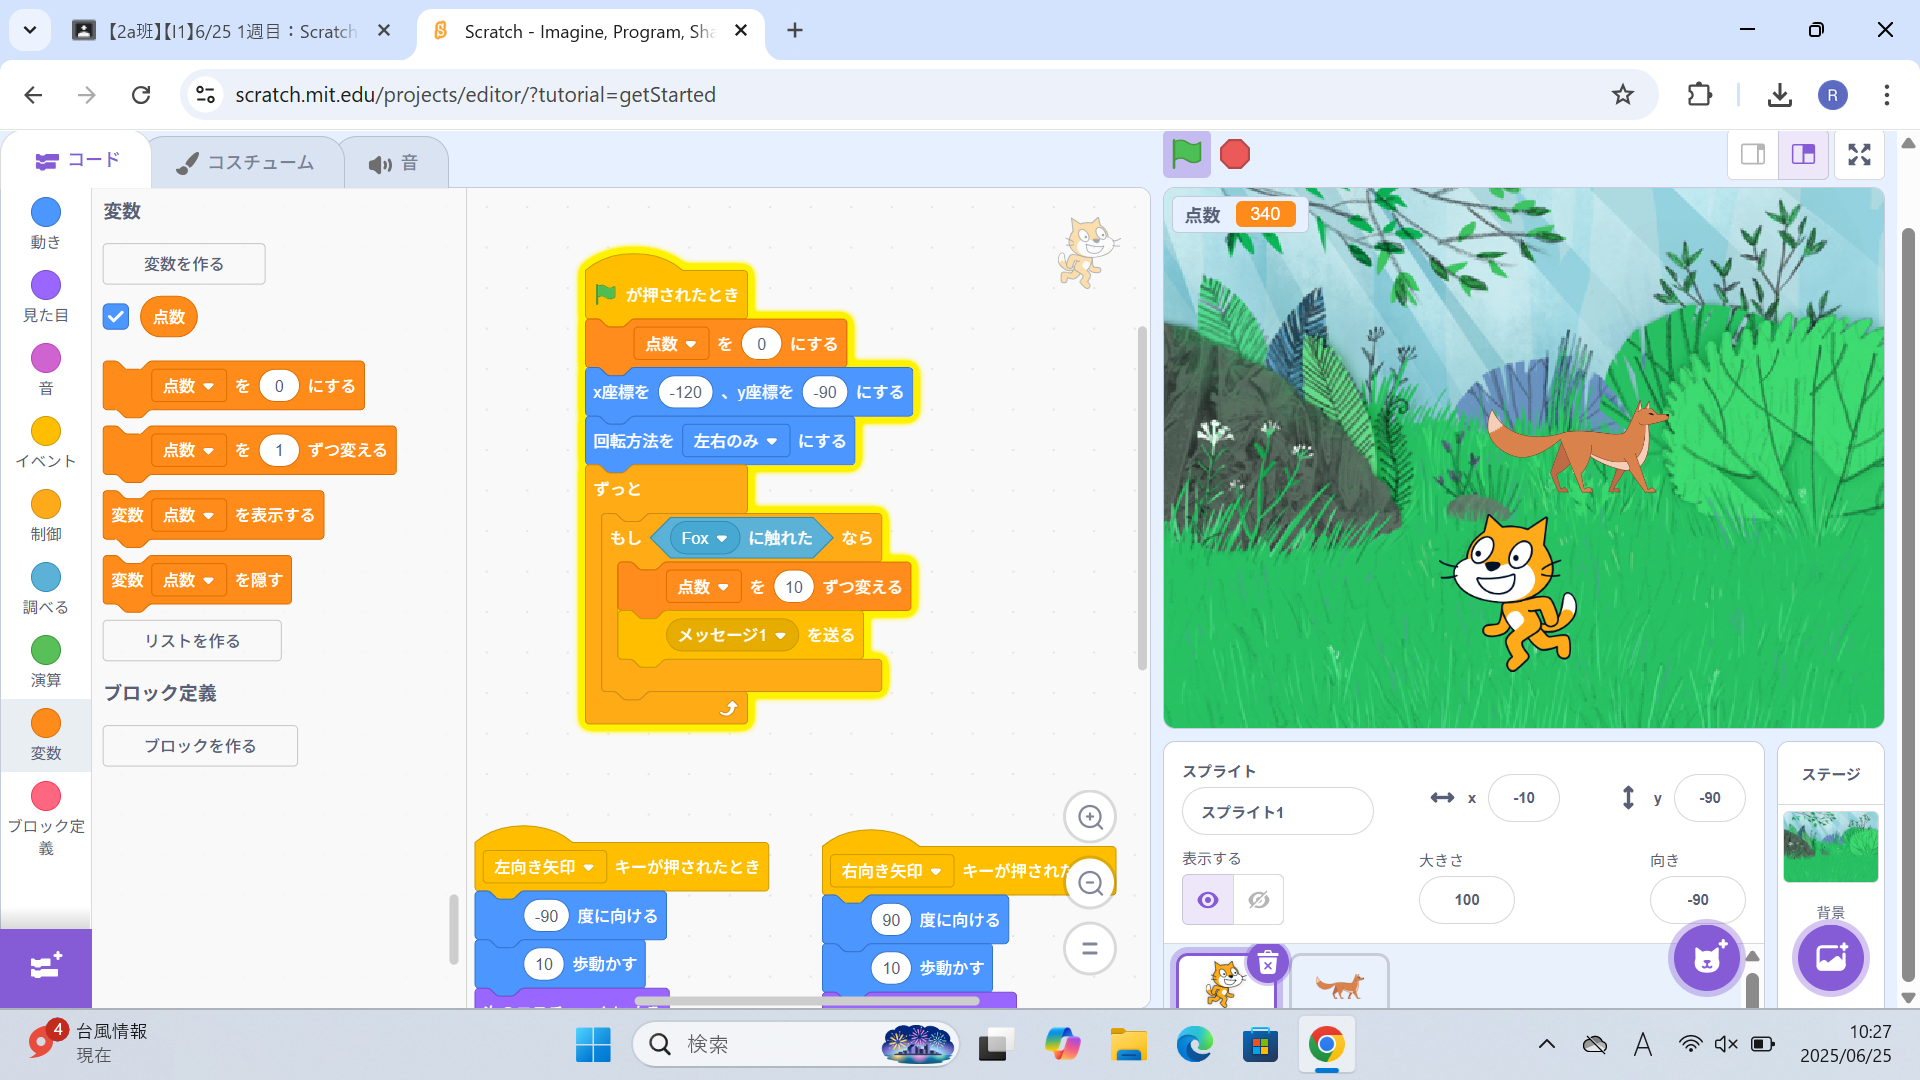 【2a班】【I1】6/25 1週目：Scratch
Scratch - Imagine, Program, Sha
scratch.mit.edu/projects/editor/?tutorial=getStarted
R
コード
コスチューム
音
動き
見た目
音
イベント
制御
調べる
演算
変数
ブロック定
義
変数
変数を作る
点数
点数 を 0 にする
点数 を 1 ずつ変える
変数 点数 を表示する
変数 点数 を隠す
リストを作る
ブロック定義
ブロックを作る
が押されたとき
点数 を 0 にする
x座標を -120 、y座標を -90 にする
回転方法を 左右のみ にする
ずっと
もし Fox に触れた なら
点数 を 10 ずつ変える
メッセージ1 を送る
左向き矢印 キーが押されたとき
-90 度に向ける
10 歩動かす
右向き矢印 キーが押された
90 度に向ける
10 歩動かす
点数 340
スプライト
スプライト1
x -10
y -90
表示する
大きさ
100
向き
-90
ステージ
背景
4
台風情報
現在
検索
A
10:27
2025/06/25